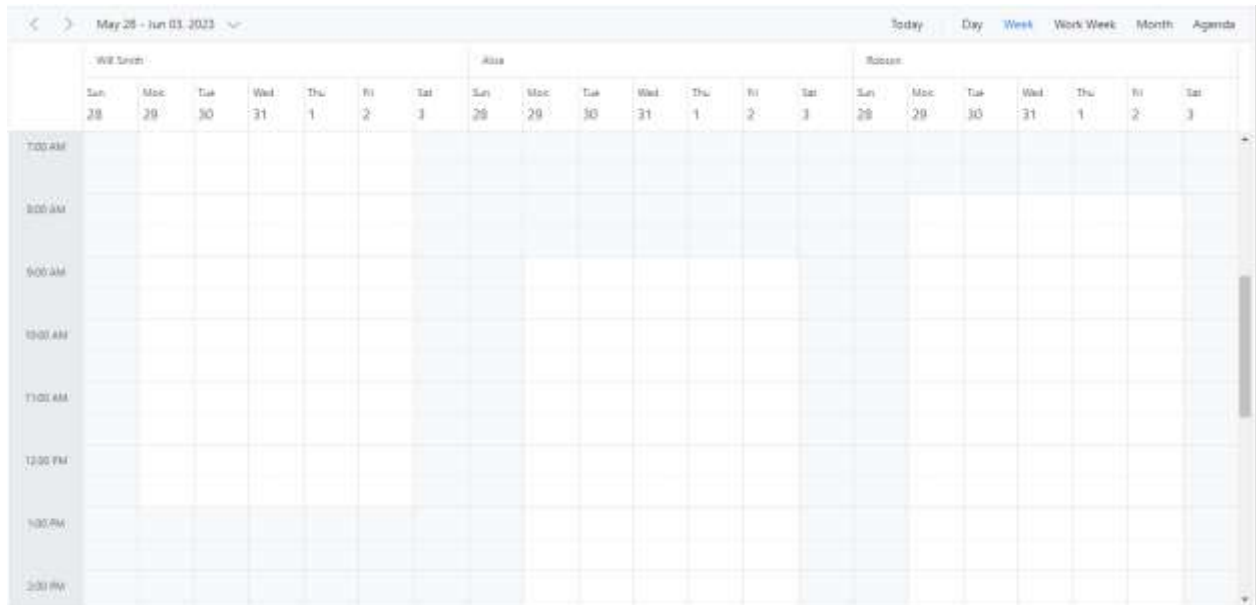 May 28 - Jun 03, 2023 Today Day Week Work Week Month Agenda
Will Smith Alice Robson
Sun Mon Tue Wed Thu Fri Sat Sun Mon Tue Wed Thu Fri Sat Sun Mon Tue Wed Thu Fri Sat
28 29 30 31 1 2 3 28 29 30 31 1 2 3 28 29 30 31 1 2 3
7:00 AM
8:00 AM
9:00 AM
10:00 AM
11:00 AM
12:00 PM
1:00 PM
2:00 PM